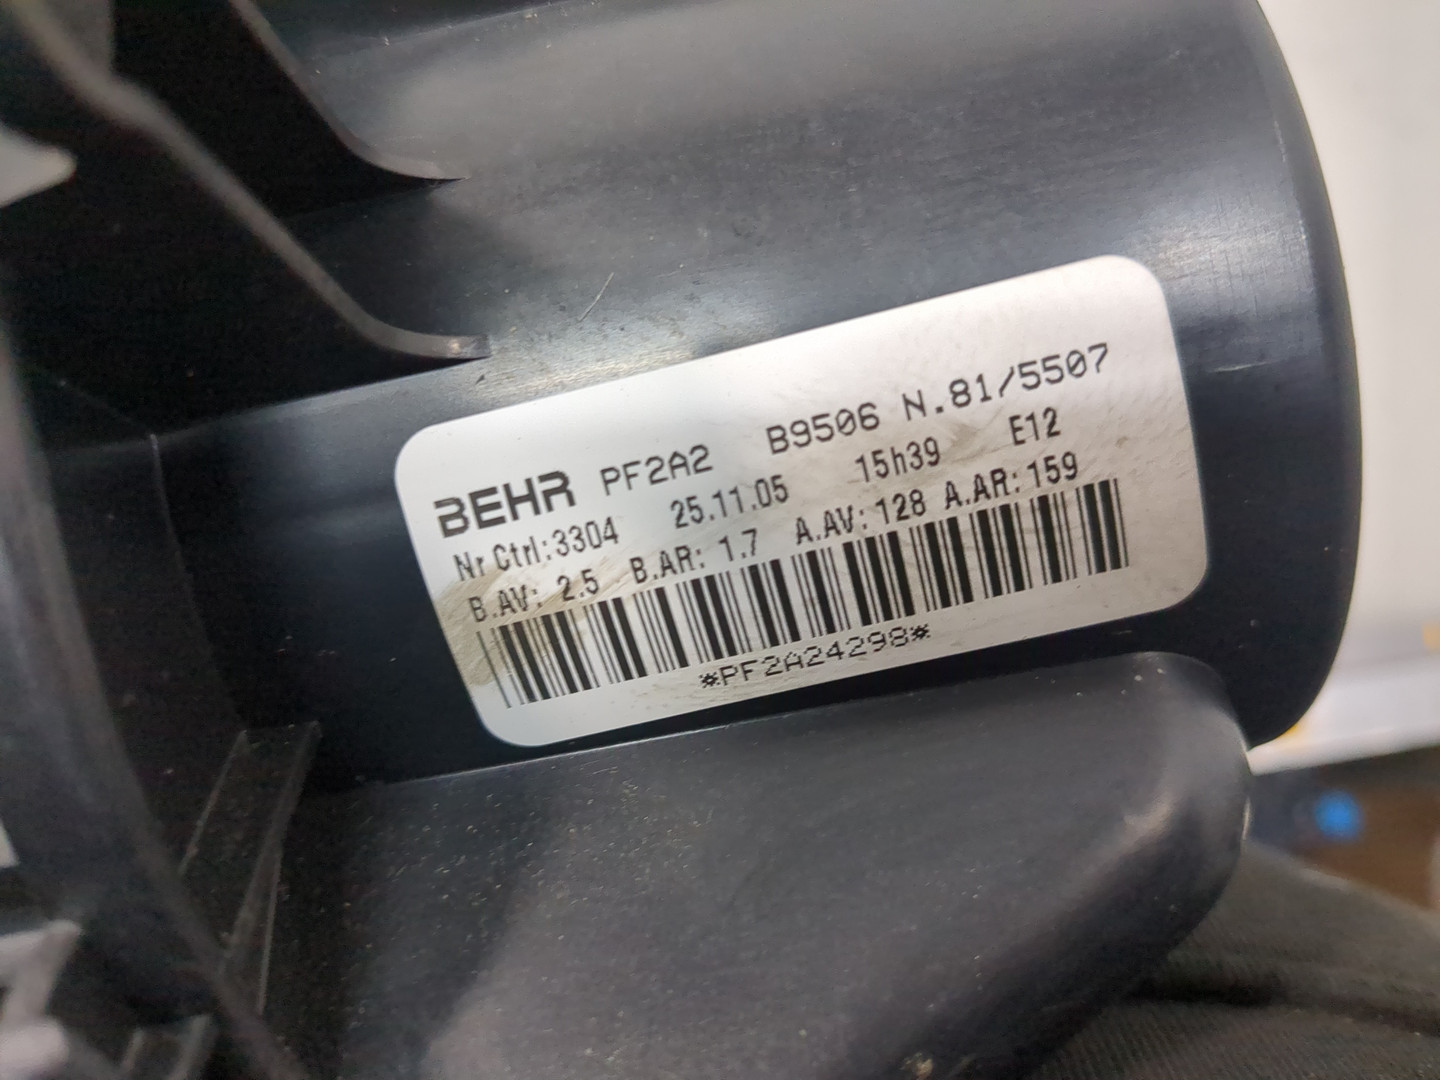 BEHR PF2A2 B9506 N.81/5507
Nr Ctrl:3304 25.11.05 15h39 E12
B.AV: 2.5 B.AR: 1.7 A.AV:128 A.AR:159
*PF2A24298*